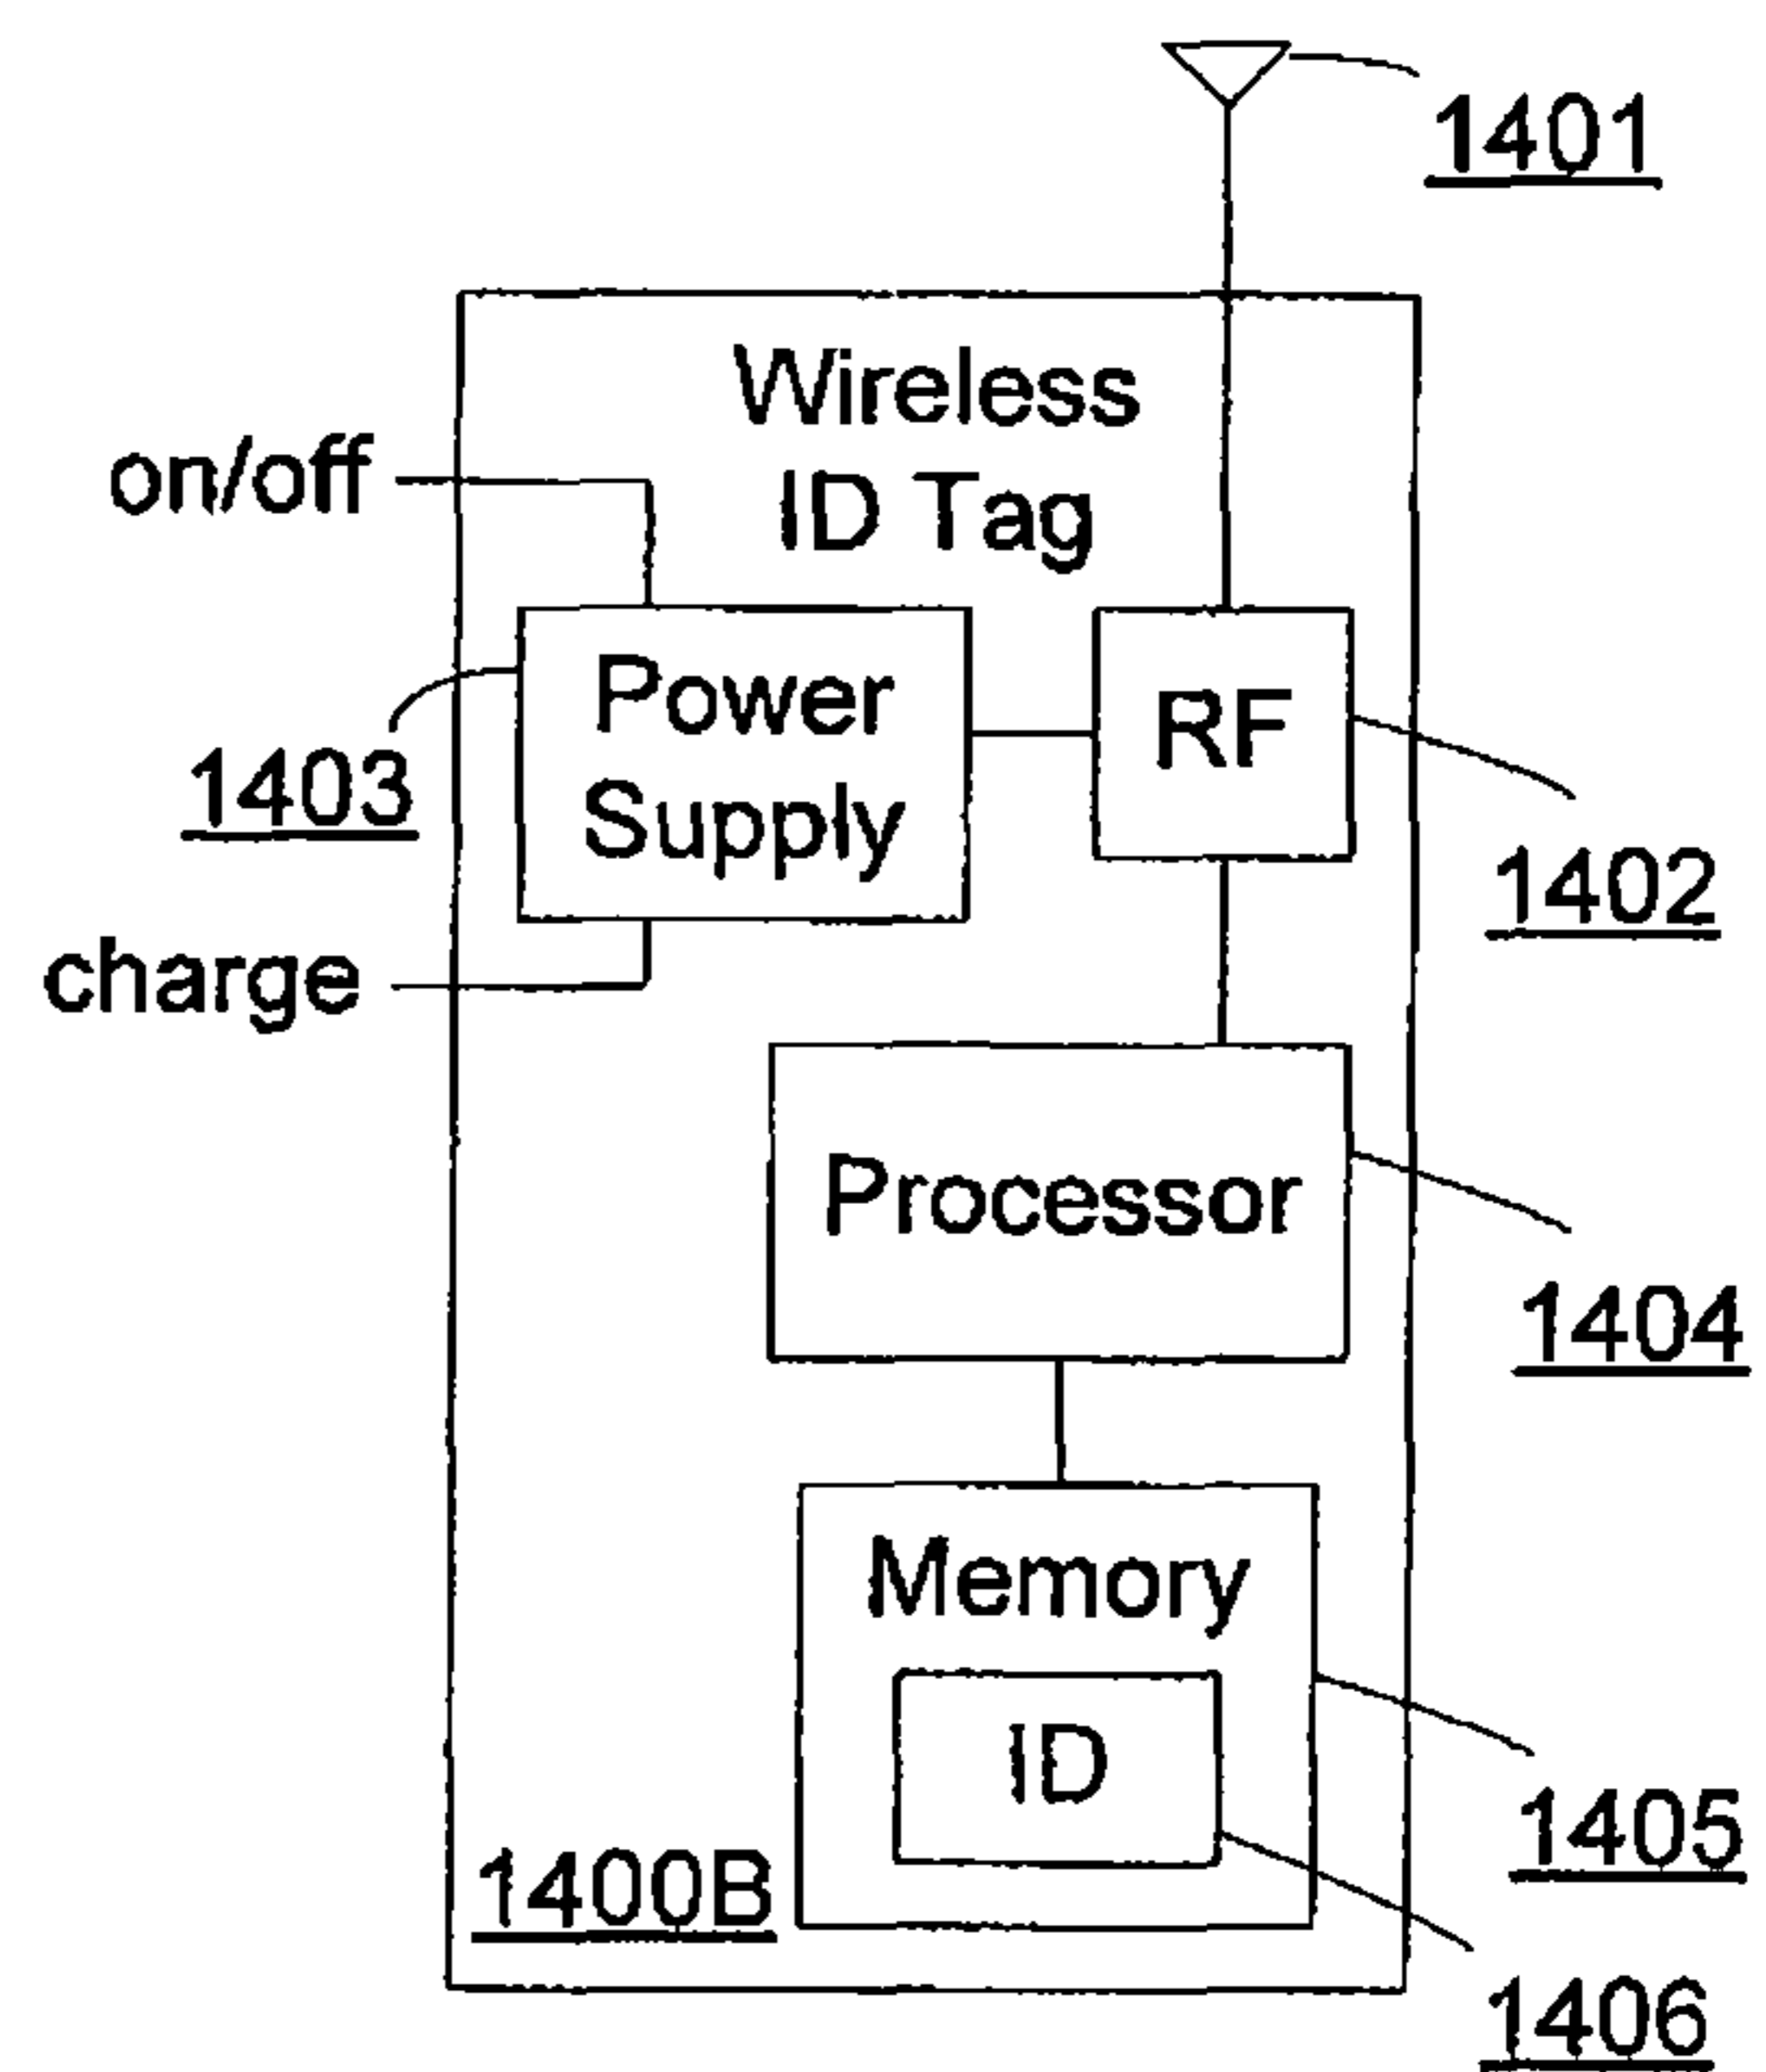 1401
Wireless
ID Tag
on/off
Power
Supply
RF
1403
1402
charge
Processor
1404
Memory
ID
1405
1400B
1406